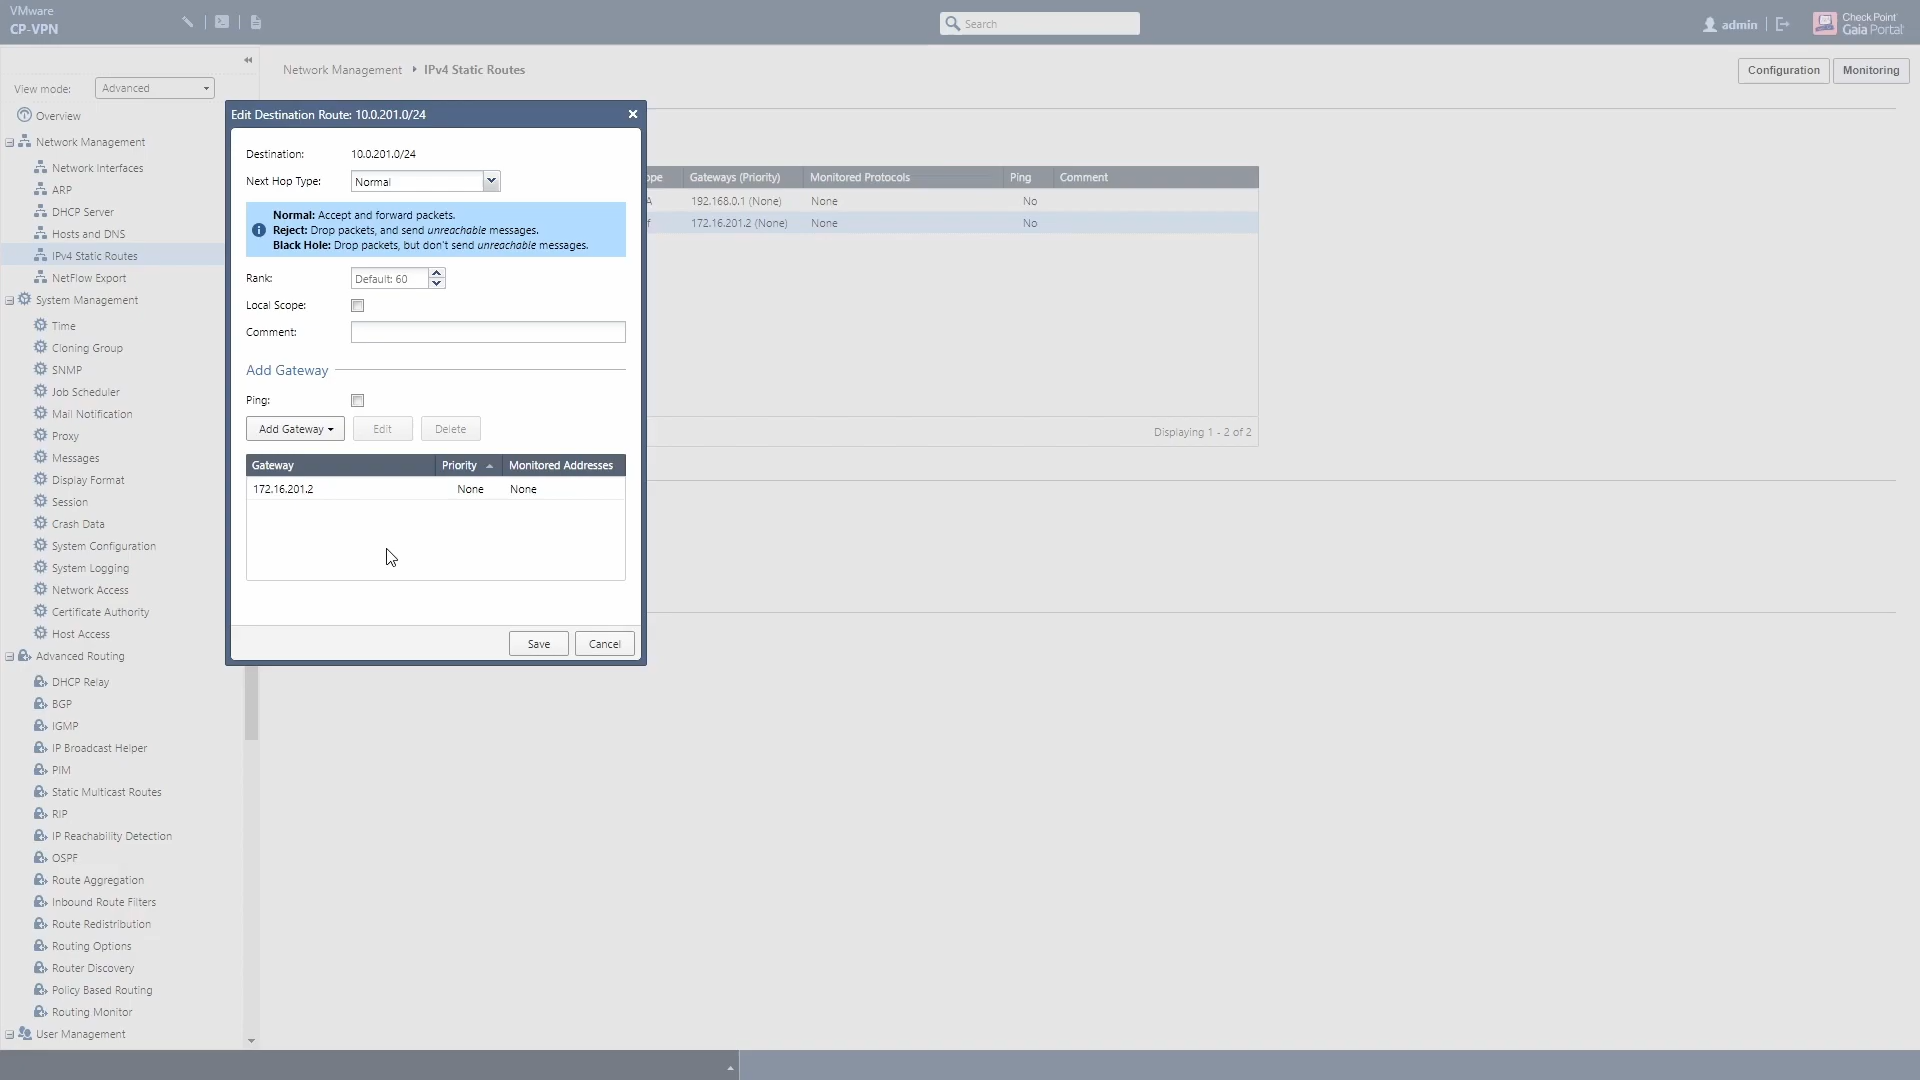 VMware
CP-VPN
Search
admin
Check Point
Gaia Portal
View mode:
Advanced
Network Management
IPv4 Static Routes
Configuration
Monitoring
Overview
Network Management
Network Interfaces
ARP
DHCP Server
Hosts and DNS
IPv4 Static Routes
NetFlow Export
System Management
Time
Cloning Group
SNMP
Job Scheduler
Mail Notification
Proxy
Messages
Display Format
Session
Crash Data
System Configuration
System Logging
Network Access
Certificate Authority
Host Access
Advanced Routing
DHCP Relay
BGP
IGMP
IP Broadcast Helper
PIM
Static Multicast Routes
RIP
IP Reachability Detection
OSPF
Route Aggregation
Inbound Route Filters
Route Redistribution
Routing Options
Router Discovery
Policy Based Routing
Routing Monitor
User Management
Edit Destination Route: 10.0.201.0/24
Destination: 10.0.201.0/24
Next Hop Type: Normal
Normal: Accept and forward packets.
Reject: Drop packets, and send unreachable messages.
Black Hole: Drop packets, but don't send unreachable messages.
Rank: Default: 60
Local Scope:
Comment:
Add Gateway
Ping:
Add Gateway Edit Delete
Gateway Priority Monitored Addresses
172.16.201.2 None None
Save Cancel
ope Gateways (Priority) Monitored Protocols Ping Comment
A 192.168.0.1 (None) None No
f 172.16.201.2 (None) None No
Displaying 1 - 2 of 2